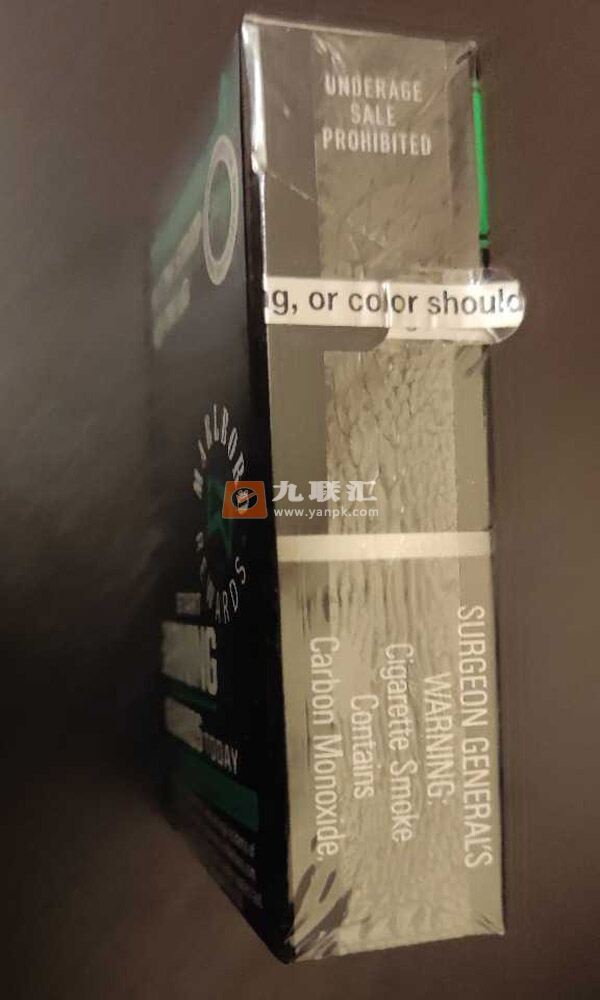 UNDERAGE
SALE
PROHIBITED
g, or color should
MARLBORO
REWARDS
九联汇
www.yanpk.com
TODAY
SURGEON GENERAL'S
WARNING:
Cigarette Smoke
Contains
Carbon Monoxide.